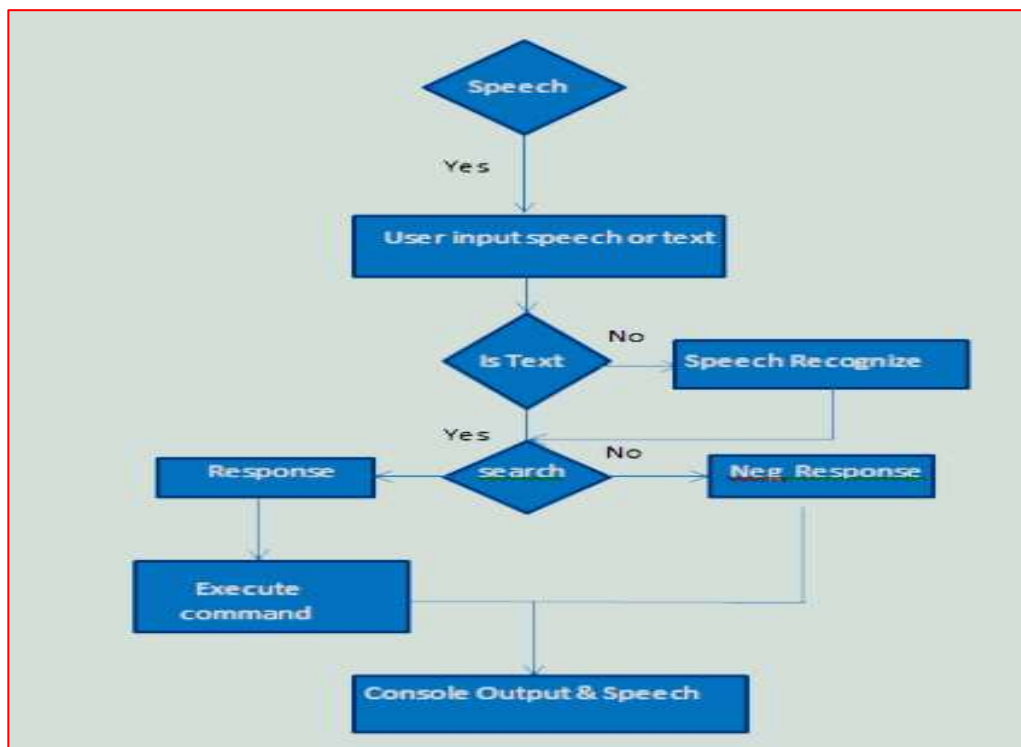 Speech
Yes
User input speech or text
No
Is Text
Speech Recognize
Yes
No
Response
search
Neg Response
Execute
command
Console Output & Speech